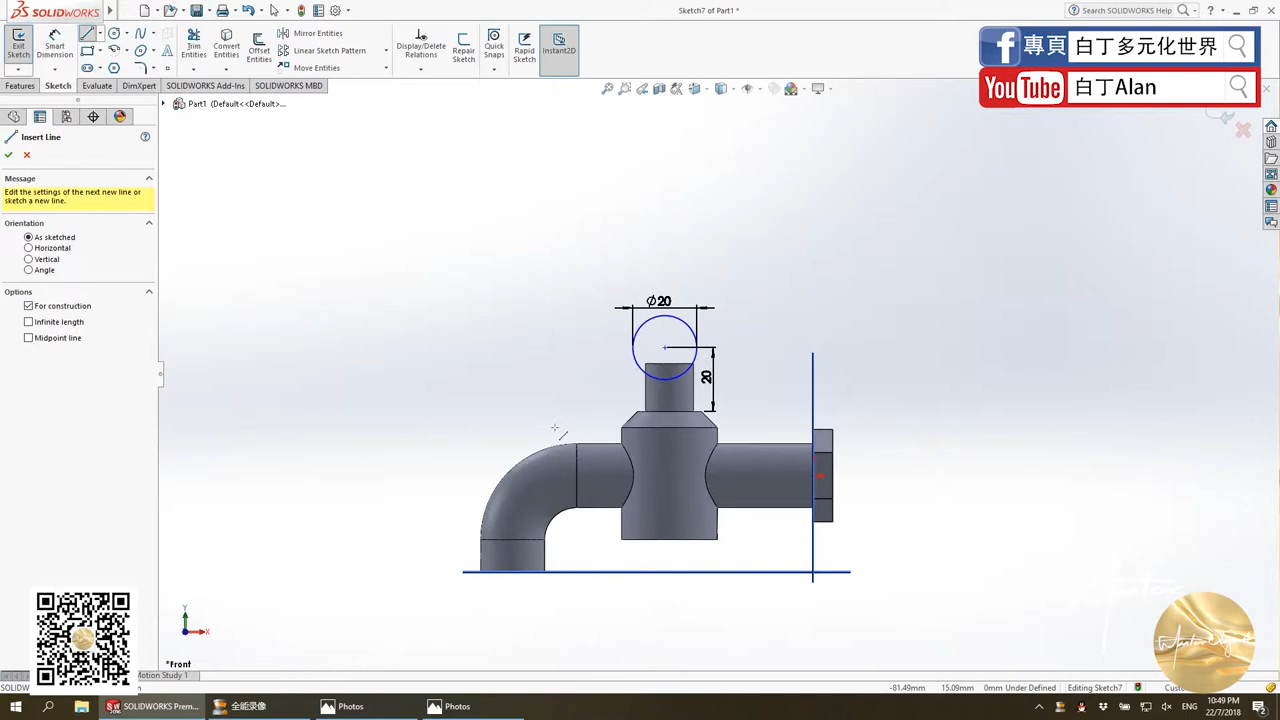 SOLIDWORKS
Sketch7 of Part1 *
Search SOLIDWORKS Help
Exit Sketch
Smart Dimension
Trim Entities
Convert Entities
Offset Entities
Mirror Entities
Linear Sketch Pattern
Move Entities
Display/Delete Relations
Repair Sketch
Quick Snaps
Rapid Sketch
Instant2D
專頁 白丁多元化世界
YouTube 白丁Alan
Features Sketch Evaluate DimXpert SOLIDWORKS Add-Ins SOLIDWORKS MBD
Part1 (Default<<Default>...
Insert Line
Message
Edit the settings of the next new line or
sketch a new line.
Orientation
As sketched
Horizontal
Vertical
Angle
Options
For construction
Infinite length
Midpoint line
Ø20
20
Y
X
*Front
Motion Study 1
-81.49mm 15.09mm 0mm Under Defined Editing Sketch7
SOLIDWORKS Prem...
全能录像
Photos
Photos
ENG
10:49 PM
22/7/2018